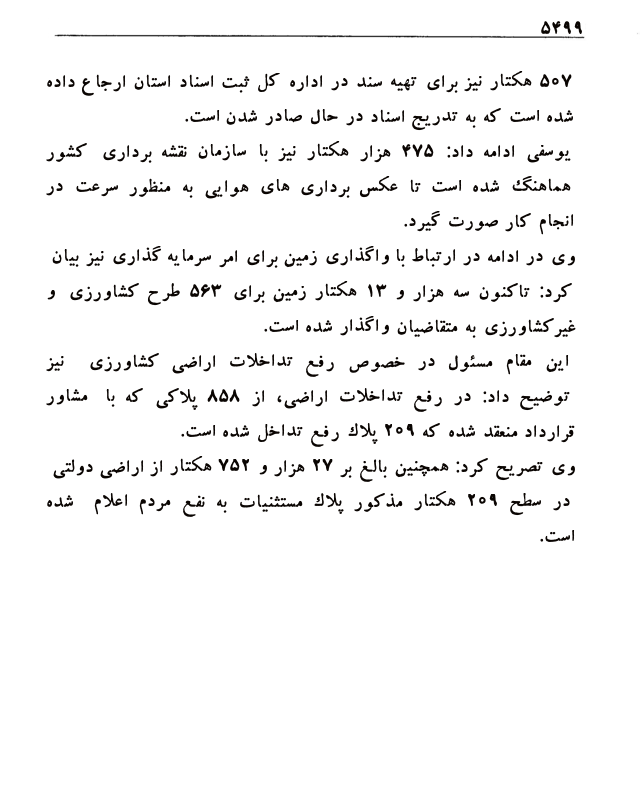 ۵۴۹۹
۵۰۷ هکتار نیز برای تهیه سند در اداره کل ثبت اسناد استان ارجاع داده
شده است که به تدریج اسناد در حال صادر شدن است.
یوسفی ادامه داد: ۴۷۵ هزار هکتار نیز با سازمان نقشه برداری کشور
هماهنگ شده است تا عکس برداری های هوایی به منظور سرعت در
انجام کار صورت گیرد.
وی در ادامه در ارتباط با واگذاری زمین برای امر سرمایه گذاری نیز بیان
کرد: تاکنون سه هزار و ۱۳ هکتار زمین برای ۵۶۳ طرح کشاورزی و
غیرکشاورزی به متقاضیان واگذار شده است.
این مقام مسئول در خصوص رفع تداخلات اراضی کشاورزی نیز
توضیح داد: در رفع تداخلات اراضی، از ۸۵۸ پلاکی که با مشاور
قرارداد منعقد شده که ۲۰۹ پلاك رفع تداخل شده است.
وی تصریح کرد: همچنین بالغ بر ۲۷ هزار و ۷۵۲ هکتار از اراضی دولتی
در سطح ۲۰۹ هکتار مذکور پلاك مستثنیات به نفع مردم اعلام شده
است.